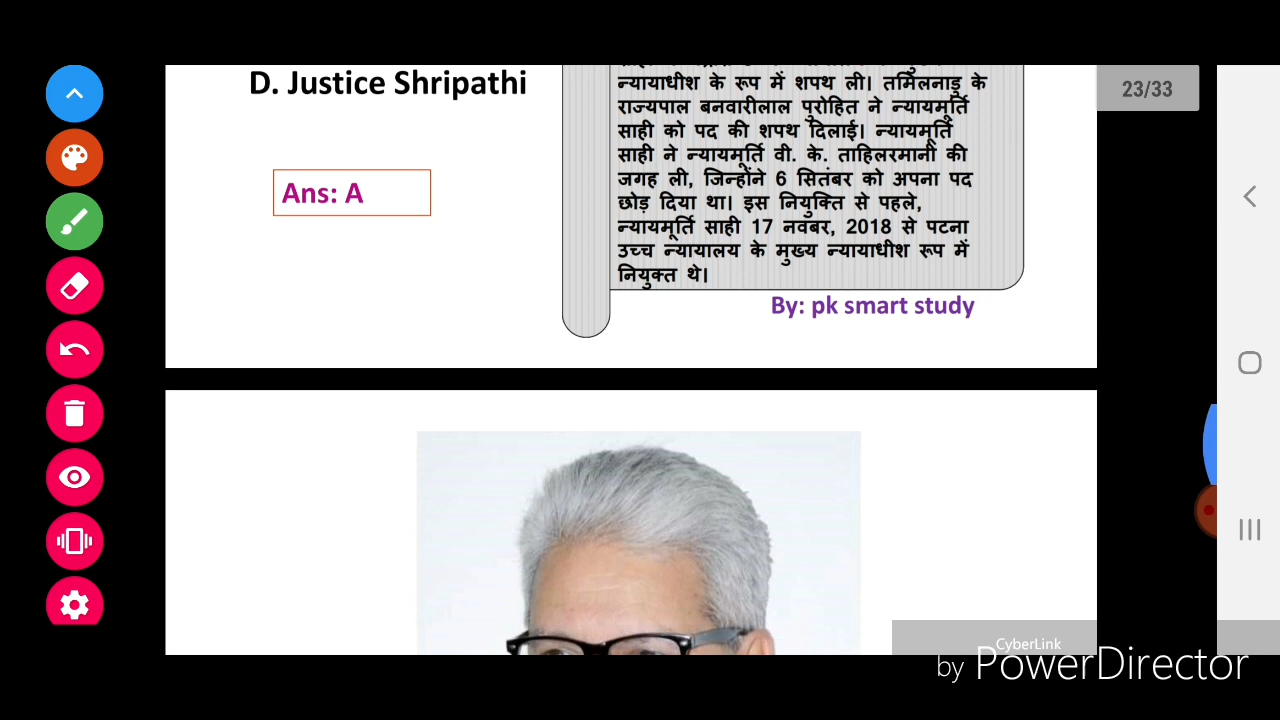 D. Justice Shripathi
Ans: A
न्यायाधीश के रूप में शपथ ली। तमिलनाडु के
राज्यपाल बनवारीलाल पुरोहित ने न्यायमूर्ति
साही को पद की शपथ दिलाई। न्यायमूर्ति
साही ने न्यायमूर्ति वी. के. ताहिलरमानी की
जगह ली, जिन्होंने 6 सितंबर को अपना पद
छोड़ दिया था। इस नियुक्ति से पहले,
न्यायमूर्ति साही 17 नवंबर, 2018 से पटना
उच्च न्यायालय के मुख्य न्यायाधीश रूप में
नियुक्त थे।
By: pk smart study
23/33
CyberLink
by PowerDirector